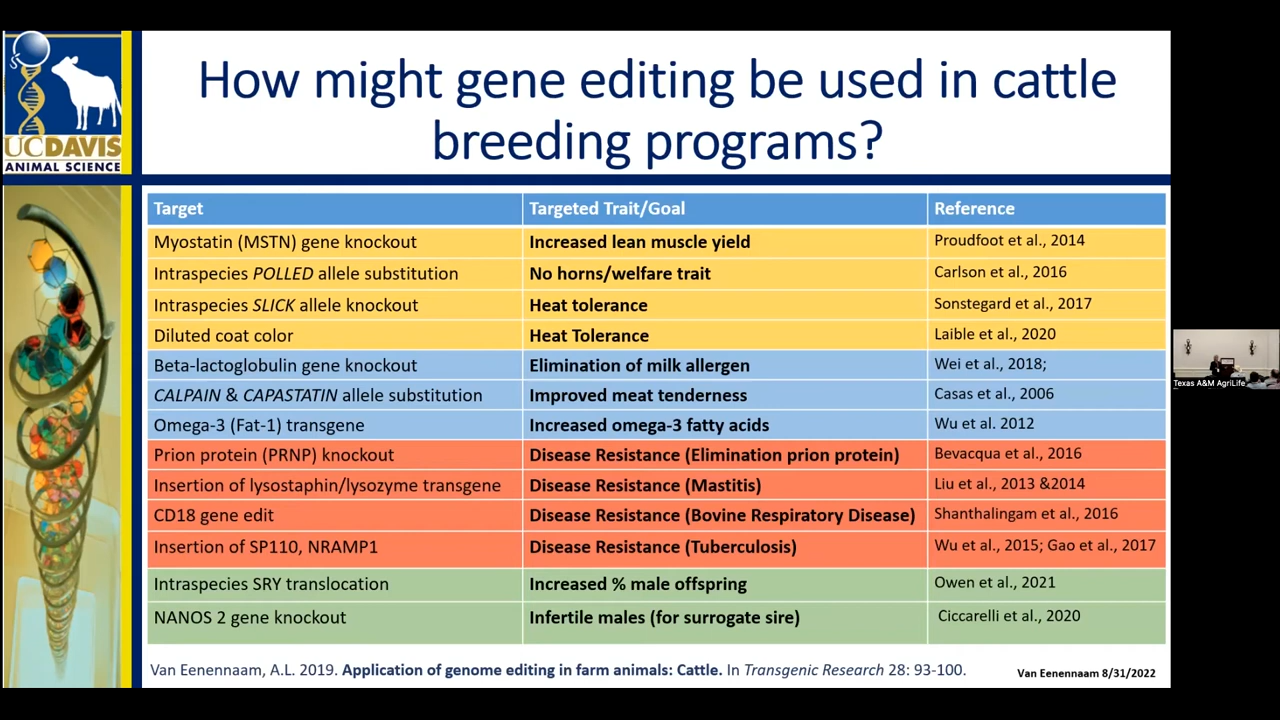 How might gene editing be used in cattle
breeding programs?
UCDAVIS
ANIMAL SCIENCE
Target Targeted Trait/Goal Reference
Myostatin (MSTN) gene knockout Increased lean muscle yield Proudfoot et al., 2014
Intraspecies POLLED allele substitution No horns/welfare trait Carlson et al., 2016
Intraspecies SLICK allele knockout Heat tolerance Sonstegard et al., 2017
Diluted coat color Heat Tolerance Laible et al., 2020
Beta-lactoglobulin gene knockout Elimination of milk allergen Wei et al., 2018;
CALPAIN & CAPASTATIN allele substitution Improved meat tenderness Casas et al., 2006
Omega-3 (Fat-1) transgene Increased omega-3 fatty acids Wu et al. 2012
Prion protein (PRNP) knockout Disease Resistance (Elimination prion protein) Bevacqua et al., 2016
Insertion of lysostaphin/lysozyme transgene Disease Resistance (Mastitis) Liu et al., 2013 &2014
CD18 gene edit Disease Resistance (Bovine Respiratory Disease) Shanthalingam et al., 2016
Insertion of SP110, NRAMP1 Disease Resistance (Tuberculosis) Wu et al., 2015; Gao et al., 2017
Intraspecies SRY translocation Increased % male offspring Owen et al., 2021
NANOS 2 gene knockout Infertile males (for surrogate sire) Ciccarelli et al., 2020
Van Eenennaam, A.L. 2019. Application of genome editing in farm animals: Cattle. In Transgenic Research 28: 93-100.
Van Eenennaam 8/31/2022
Texas A&M AgriLife